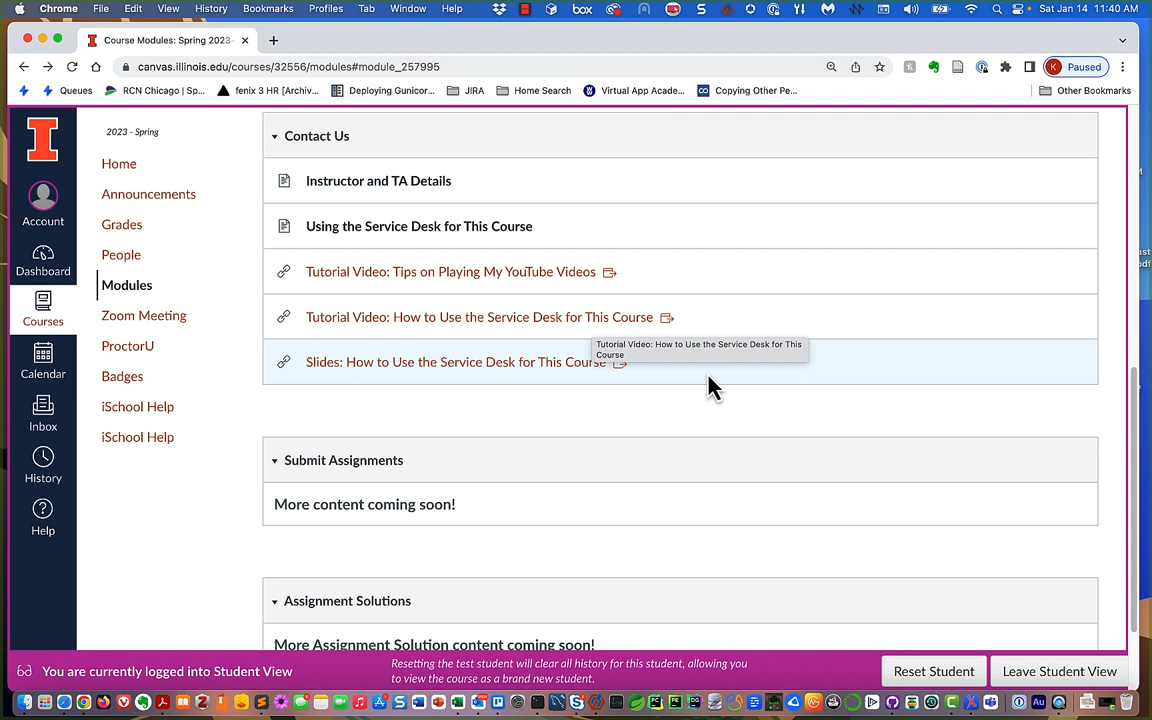 Chrome File Edit View History Bookmarks Profiles Tab Window Help box Sat Jan 14 11:40 AM
Course Modules: Spring 2023-
canvas.illinois.edu/courses/32556/modules#module_257995
K Paused
Queues RCN Chicago | Sp... fenix 3 HR [Archiv... Deploying Gunicor... JIRA Home Search Virtual App Acade... Copying Other Pe... Other Bookmarks
2023 - Spring
Home
Announcements
Grades
People
Modules
Zoom Meeting
ProctorU
Badges
iSchool Help
iSchool Help
Account
Dashboard
Courses
Calendar
Inbox
History
Help
Contact Us
Instructor and TA Details
Using the Service Desk for This Course
Tutorial Video: Tips on Playing My YouTube Videos
Tutorial Video: How to Use the Service Desk for This Course
Tutorial Video: How to Use the Service Desk for This
Course
Slides: How to Use the Service Desk for This Course
Submit Assignments
More content coming soon!
Assignment Solutions
More Assignment Solution content coming soon!
You are currently logged into Student View
Resetting the test student will clear all history for this student, allowing you
to view the course as a brand new student.
Reset Student
Leave Student View